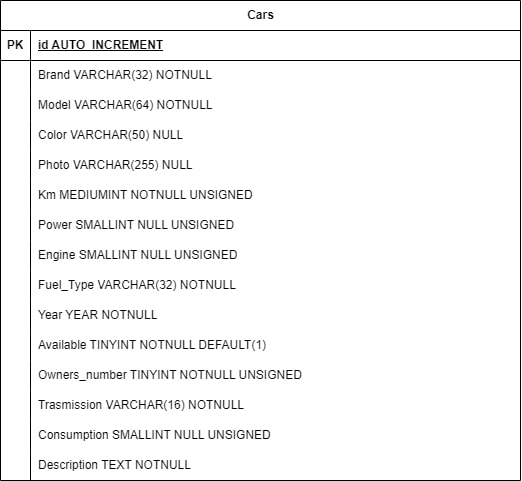 Cars
PK id AUTO_INCREMENT
Brand VARCHAR(32) NOTNULL
Model VARCHAR(64) NOTNULL
Color VARCHAR(50) NULL
Photo VARCHAR(255) NULL
Km MEDIUMINT NOTNULL UNSIGNED
Power SMALLINT NULL UNSIGNED
Engine SMALLINT NULL UNSIGNED
Fuel_Type VARCHAR(32) NOTNULL
Year YEAR NOTNULL
Available TINYINT NOTNULL DEFAULT(1)
Owners_number TINYINT NOTNULL UNSIGNED
Trasmission VARCHAR(16) NOTNULL
Consumption SMALLINT NULL UNSIGNED
Description TEXT NOTNULL